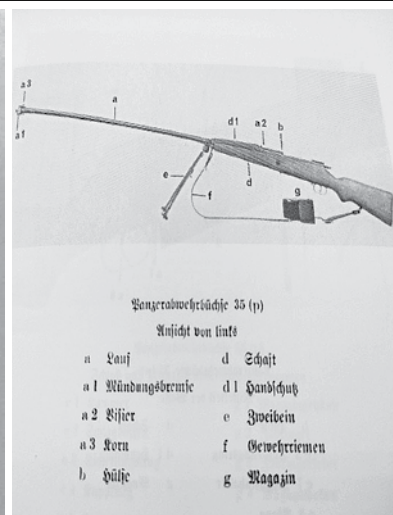 a3
a
d1 a2 b
a1
e
d
f
g
Panzerabwehrbüchse 35 (p)
Ansicht von links
a Lauf d Schaft
a 1 Mündungsbremse d 1 Handschutz
a 2 Visier e Zweibein
a 3 Korn f Gewehrriemen
b Hülse g Magazin